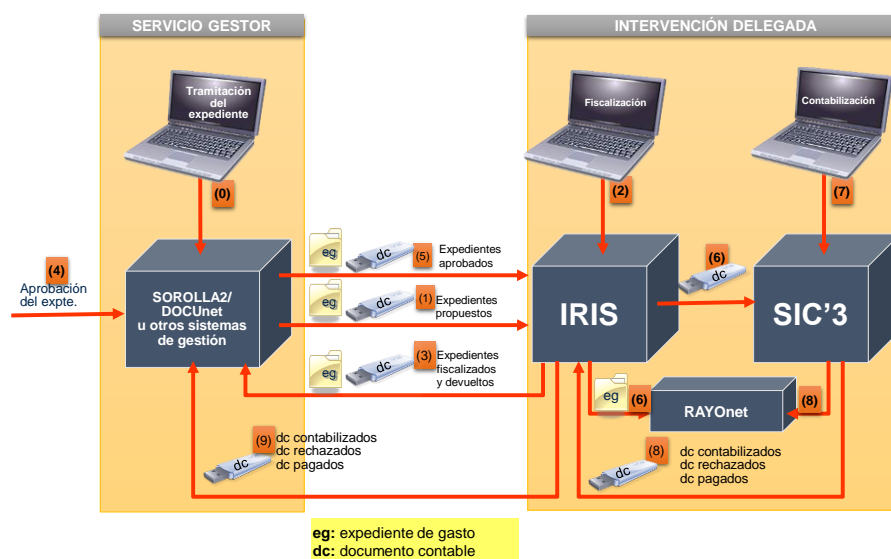 SERVICIO GESTOR
INTERVENCIÓN DELEGADA
Tramitación
del
expediente
Fiscalización
Contabilización
(0)
(2)
(7)
(4)
Aprobación
del expte.
SOROLLA2/
DOCUnet
u otros sistemas
de gestión
eg
dc
(5)
Expedientes
aprobados
eg
dc
(1)
Expedientes
propuestos
eg
dc
(3)
Expedientes
fiscalizados
y devueltos
IRIS
(6)
dc
SIC’3
eg
(6)
RAYOnet
(8)
(9)
dc
dc contabilizados
dc rechazados
dc pagados
(8)
dc
dc contabilizados
dc rechazados
dc pagados
eg: expediente de gasto
dc: documento contable